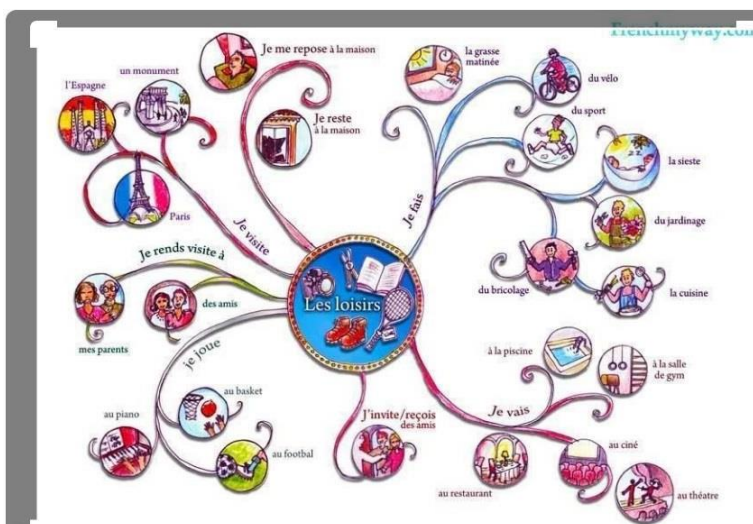 Frenchmyway.com
Je me repose à la maison
la grasse
matinée
du vélo
un monument
l'Espagne
du sport
Je reste
à la maison
la sieste
Paris
Je visite
Je fais
du jardinage
Je rends visite à
des amis
mes parents
Les loisirs
du bricolage
la cuisine
je joue
à la piscine
à la salle
de gym
au basket
au piano
au footbal
J'invite/reçois
des amis
Je vais
au ciné
au restaurant
au théatre